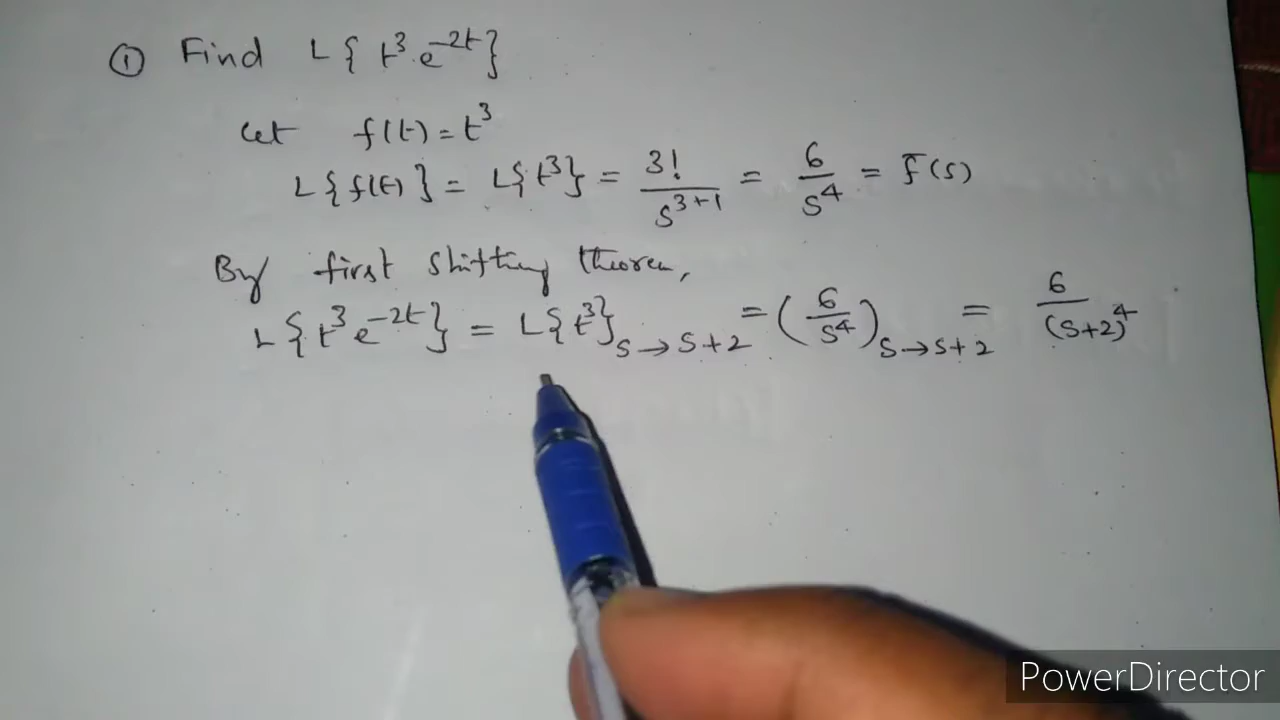 ① Find L{ t³.e⁻²ᵗ}
Let f(t) = t³
L{ f(t) } = L{t³} = 3!/s³⁺¹ = 6/s⁴ = F̄(s)
By first shifting theorem,
L{ t³e⁻²ᵗ} = L{t³}ₛ→ₛ₊₂ = (6/s⁴)ₛ→ₛ₊₂ = 6/(s+2)⁴
PowerDirector